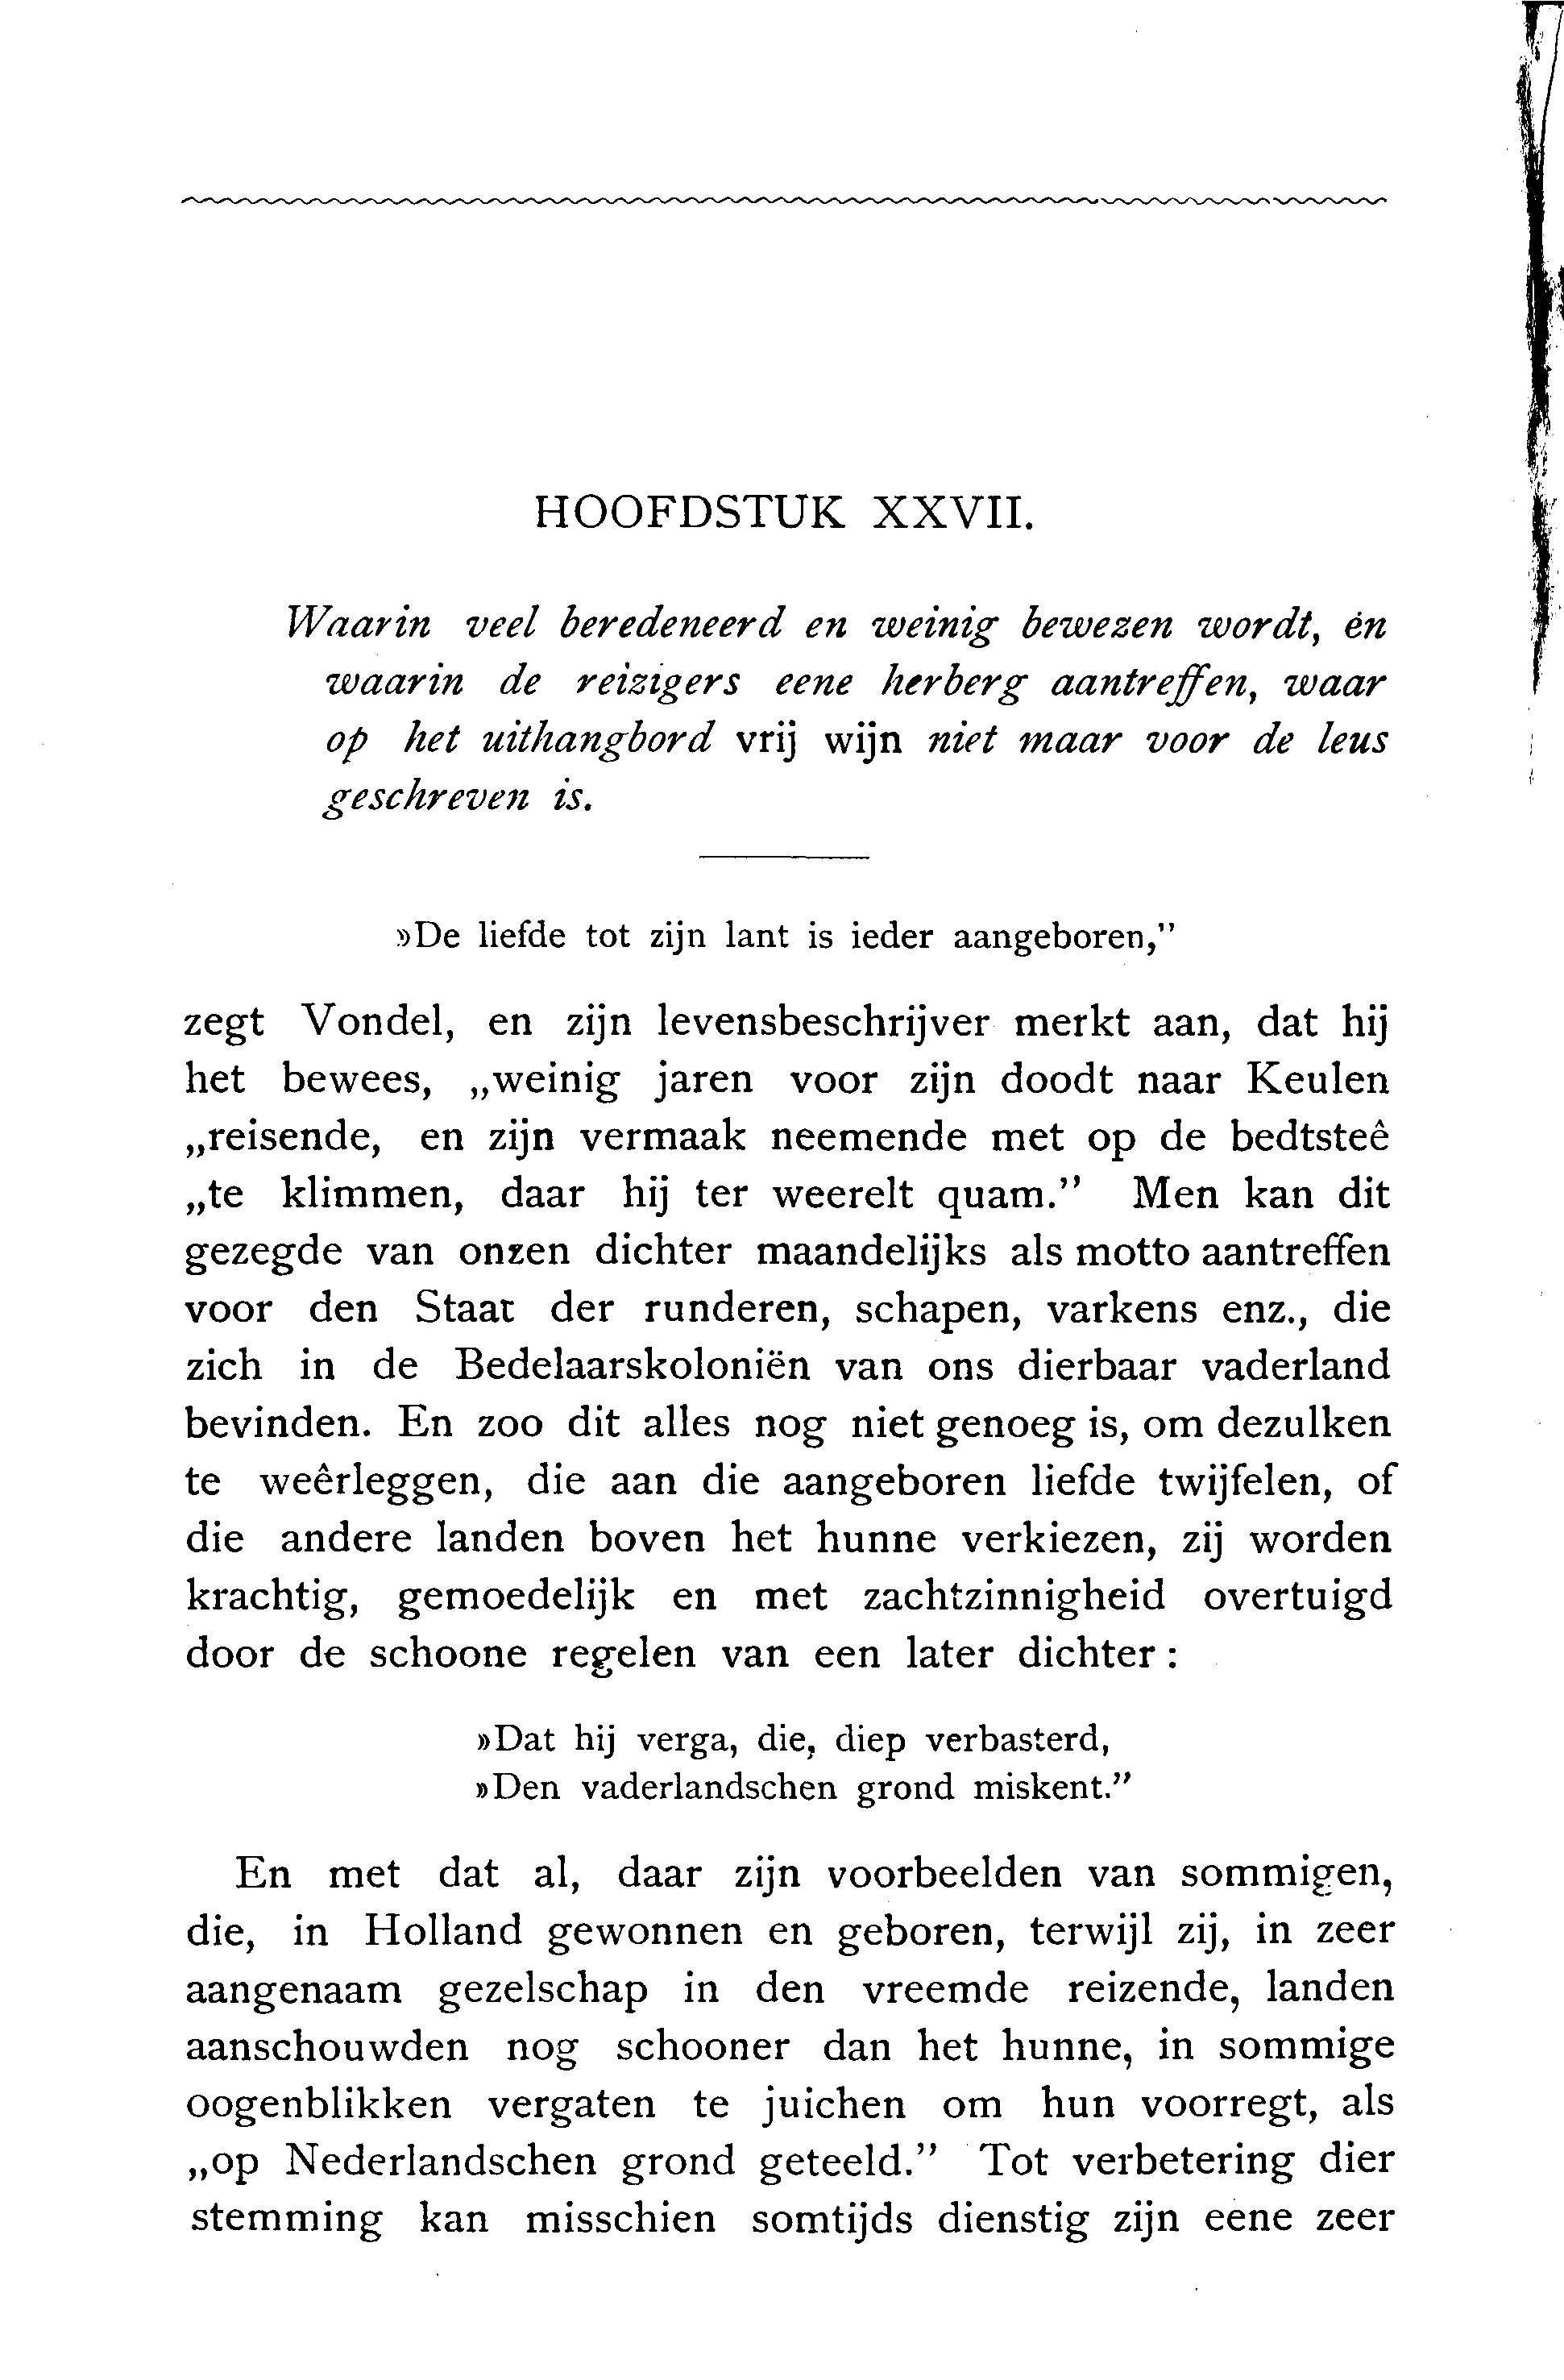 HOOFDSTUK XXVII.
Waarin veel beredeneerd en weinig bewezen wordt, èn
waarin de reizigers eene herberg aantreffen, waar
op het uithangbord vrij wijn niet maar voor de leus
geschreven is.
»De liefde tot zijn lant is ieder aangeboren,”
zegt Vondel, en zijn levensbeschrijver merkt aan, dat hij
het bewees, „weinig jaren voor zijn doodt naar Keulen
„reisende, en zijn vermaak neemende met op de bedtsteê
„te klimmen, daar hij ter weerelt quam.” Men kan dit
gezegde van onzen dichter maandelijks als motto aantreffen
voor den Staat der runderen, schapen, varkens enz., die
zich in de Bedelaarskoloniën van ons dierbaar vaderland
bevinden. En zoo dit alles nog niet genoeg is, om dezulken
te weêrleggen, die aan die aangeboren liefde twijfelen, of
die andere landen boven het hunne verkiezen, zij worden
krachtig, gemoedelijk en met zachtzinnigheid overtuigd
door de schoone regelen van een later dichter:
»Dat hij verga, die, diep verbasterd,
»Den vaderlandschen grond miskent.”
En met dat al, daar zijn voorbeelden van sommigen,
die, in Holland gewonnen en geboren, terwijl zij, in zeer
aangenaam gezelschap in den vreemde reizende, landen
aanschouwden nog schooner dan het hunne, in sommige
oogenblikken vergaten te juichen om hun voorregt, als
„op Nederlandschen grond geteeld.” Tot verbetering dier
stemming kan misschien somtijds dienstig zijn eene zeer